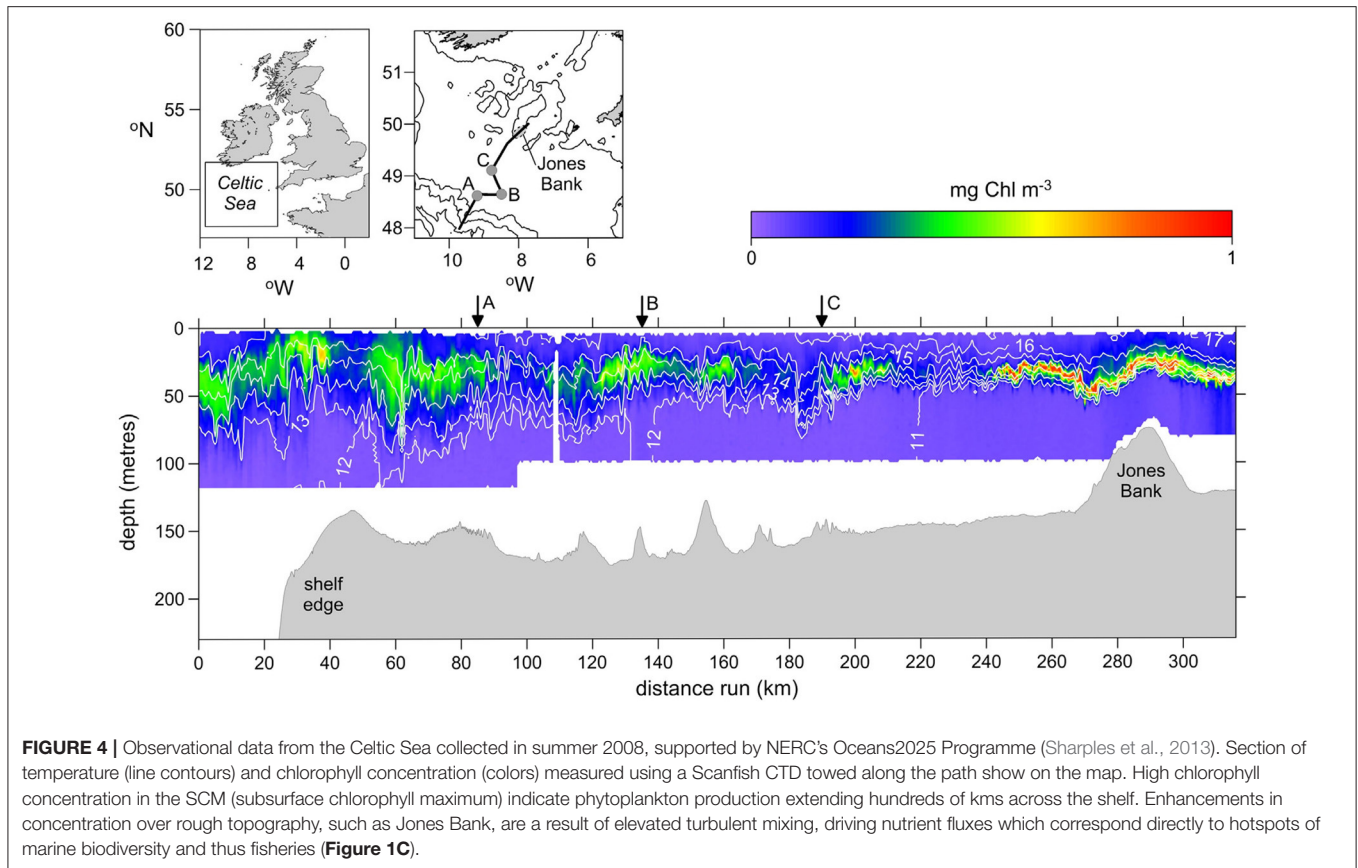 60
55
50
oN
12 8 4 0
oW
Celtic
Sea
51
50
49
48
10 8 6
oW
A
B
C
Jones
Bank
mg Chl m-3
0 1
A B C
0
50
100
150
200
depth (metres)
13
12
12
14
15
16
11
17
shelf
edge
Jones
Bank
0 20 40 60 80 100 120 140 160 180 200 220 240 260 280 300
distance run (km)
FIGURE 4 | Observational data from the Celtic Sea collected in summer 2008, supported by NERC's Oceans2025 Programme (Sharples et al., 2013). Section of
temperature (line contours) and chlorophyll concentration (colors) measured using a Scanfish CTD towed along the path show on the map. High chlorophyll
concentration in the SCM (subsurface chlorophyll maximum) indicate phytoplankton production extending hundreds of kms across the shelf. Enhancements in
concentration over rough topography, such as Jones Bank, are a result of elevated turbulent mixing, driving nutrient fluxes which correspond directly to hotspots of
marine biodiversity and thus fisheries (Figure 1C).